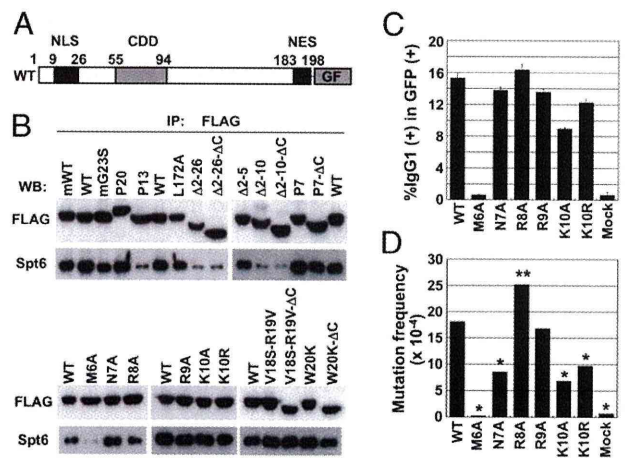 A
NLS CDD NES
1 9 26 55 94 183 198
WT GF
B
IP: FLAG
WB: mWT WT mG23S P20 P13 WT L172A Δ2-26 Δ2-26-ΔC Δ2-5 Δ2-10 Δ2-10-ΔC P7 P7-ΔC WT
FLAG
Spt6
WT M6A N7A R8A WT R9A K10A K10R WT V18S-R19V V18S-R19V-ΔC W20K W20K-ΔC
FLAG
Spt6
C
%IgG1 (+) in GFP (+)
20
16
12
8
4
0
WT M6A N7A R8A R9A K10A K10R Mock
D
Mutation frequency
(x 10⁻⁴)
30
25
20
15
10
5
0
* * ** * * *
WT M6A N7A R8A R9A K10A K10R Mock